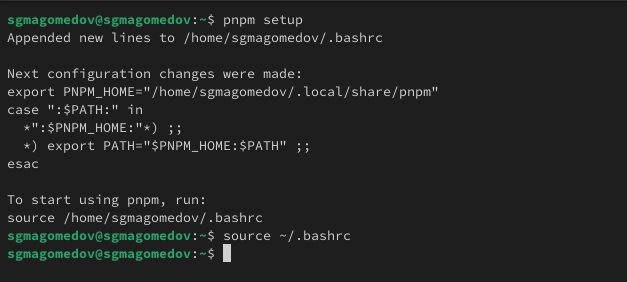 sgmagomedov@sgmagomedov:~$ pnpm setup
Appended new lines to /home/sgmagomedov/.bashrc

Next configuration changes were made:
export PNPM_HOME="/home/sgmagomedov/.local/share/pnpm"
case ":$PATH:" in
  *":$PNPM_HOME:"*) ;;
  *) export PATH="$PNPM_HOME:$PATH" ;;
esac

To start using pnpm, run:
source /home/sgmagomedov/.bashrc
sgmagomedov@sgmagomedov:~$ source ~/.bashrc
sgmagomedov@sgmagomedov:~$